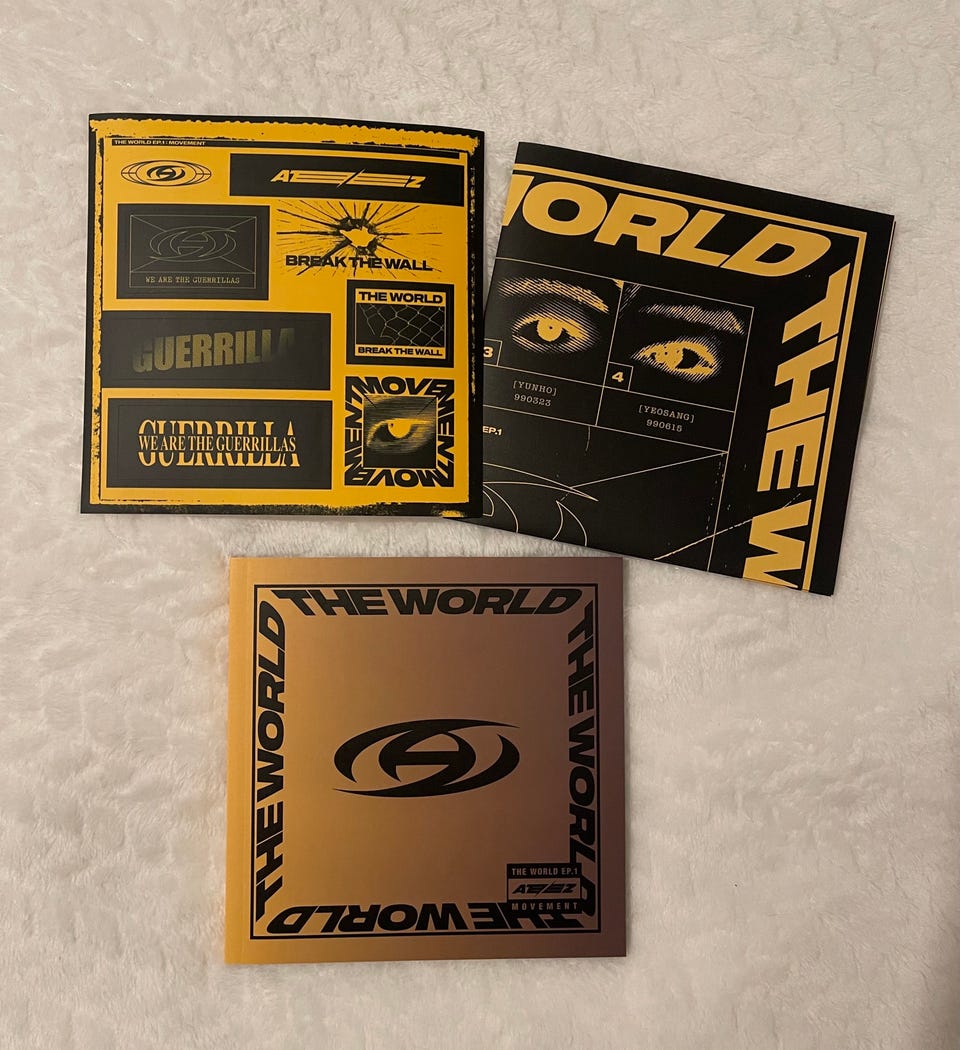 THE WORLD EP.1 : MOVEMENT
ATEEZ
WE ARE THE GUERRILLAS
BREAK THE WALL
THE WORLD
BREAK THE WALL
GUERRILLA
GUERRILLA
WE ARE THE GUERRILLAS
MOVEMENT
MOVEMENT
WORLD
THE W
3
[YUNHO]
990323
4
[YEOSANG]
990615
EP.1
THE WORLD
THE WORLD
THE WORLD
THE WORLD
THE WORLD EP.1
ATEEZ
MOVEMENT